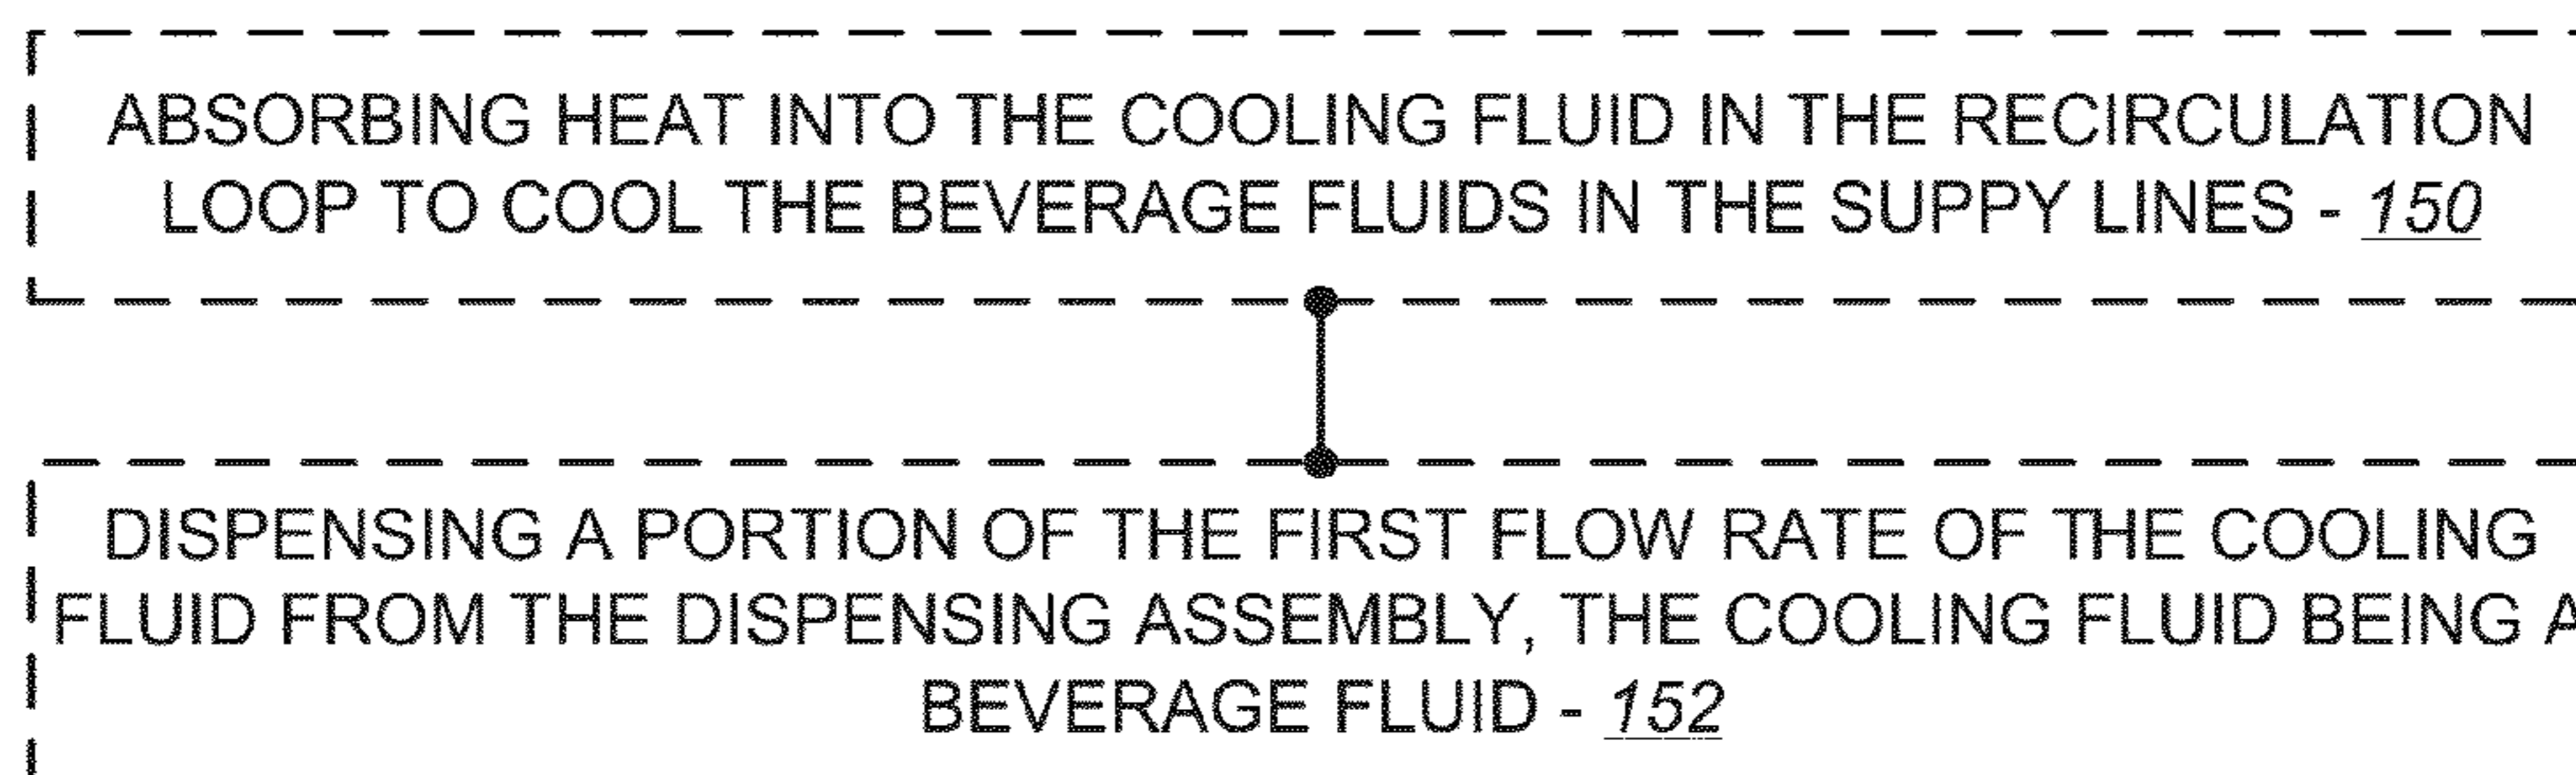 ABSORBING HEAT INTO THE COOLING FLUID IN THE RECIRCULATION
LOOP TO COOL THE BEVERAGE FLUIDS IN THE SUPPY LINES - 150
DISPENSING A PORTION OF THE FIRST FLOW RATE OF THE COOLING
FLUID FROM THE DISPENSING ASSEMBLY, THE COOLING FLUID BEING A
BEVERAGE FLUID - 152